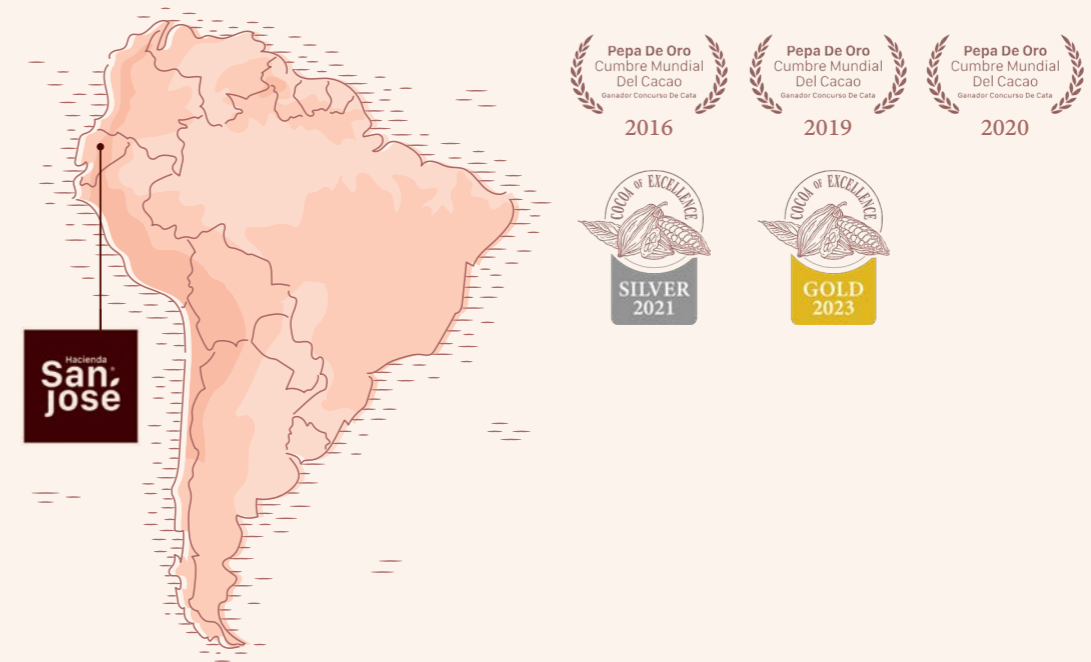 Pepa De Oro
Cumbre Mundial
Del Cacao
Ganador Concurso De Cata
2016
Pepa De Oro
Cumbre Mundial
Del Cacao
Ganador Concurso De Cata
2019
Pepa De Oro
Cumbre Mundial
Del Cacao
Ganador Concurso De Cata
2020
COCOA OF EXCELLENCE
SILVER
2021
COCOA OF EXCELLENCE
GOLD
2023
Hacienda
San
José